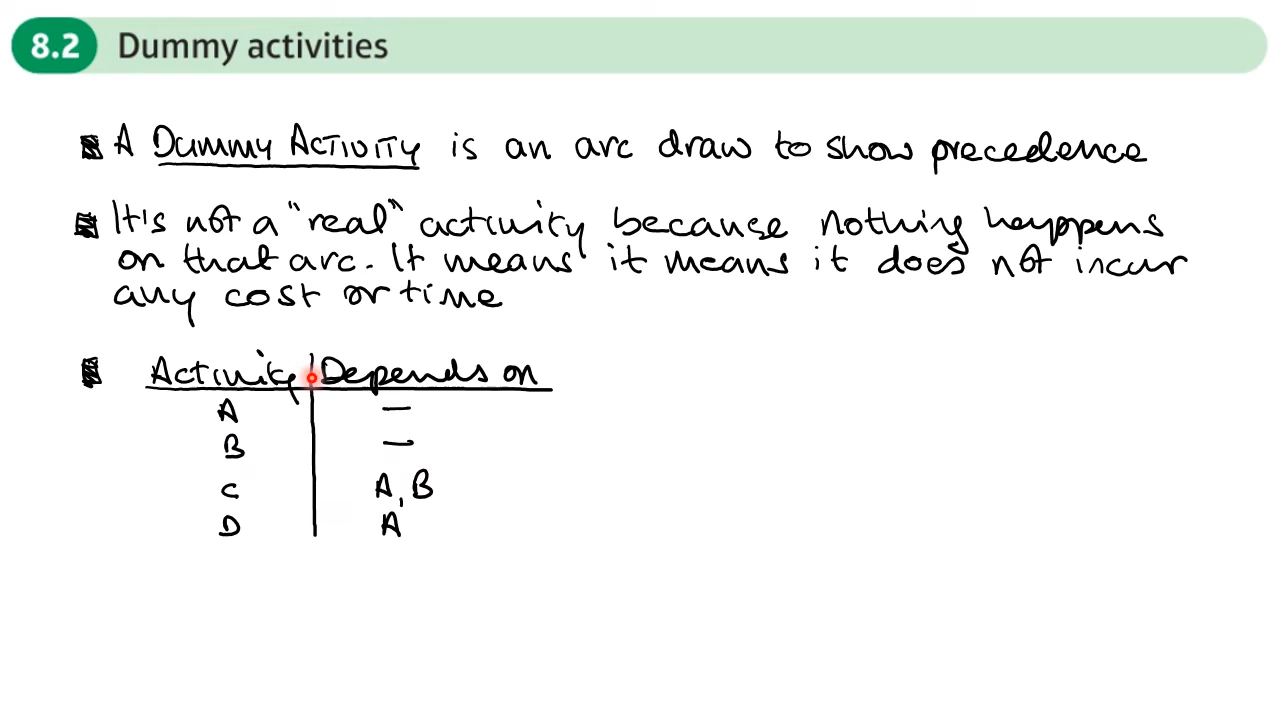 8.2 Dummy activities
A DUMMY ACTIVITY is an arc draw to show precedence
It's not a "real" activity because nothing happens
on that arc. It means it means it does not incur
any cost or time
Activity Depends on
A —
B —
C A, B
D A